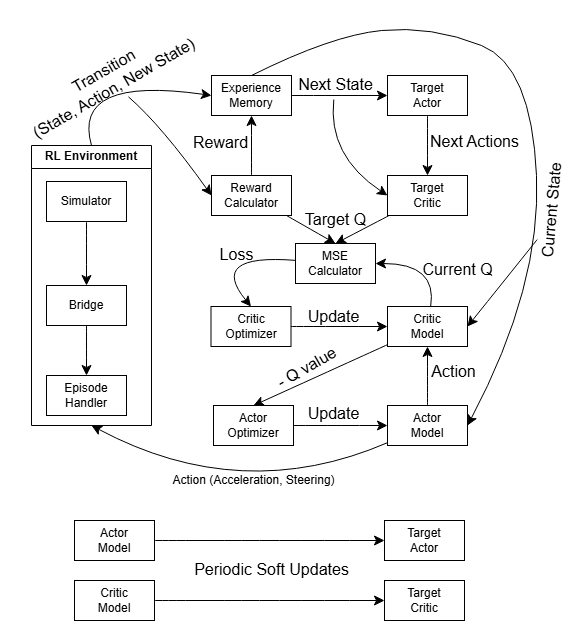 Transition
(State, Action, New State)
Experience
Memory
Next State
Target
Actor
Reward
Next Actions
RL Environment
Simulator
Reward
Calculator
Target
Critic
Current State
Target Q
Loss
MSE
Calculator
Current Q
Bridge
Critic
Optimizer
Update
Critic
Model
- Q value
Action
Episode
Handler
Actor
Optimizer
Update
Actor
Model
Action (Acceleration, Steering)
Actor
Model
Target
Actor
Periodic Soft Updates
Critic
Model
Target
Critic